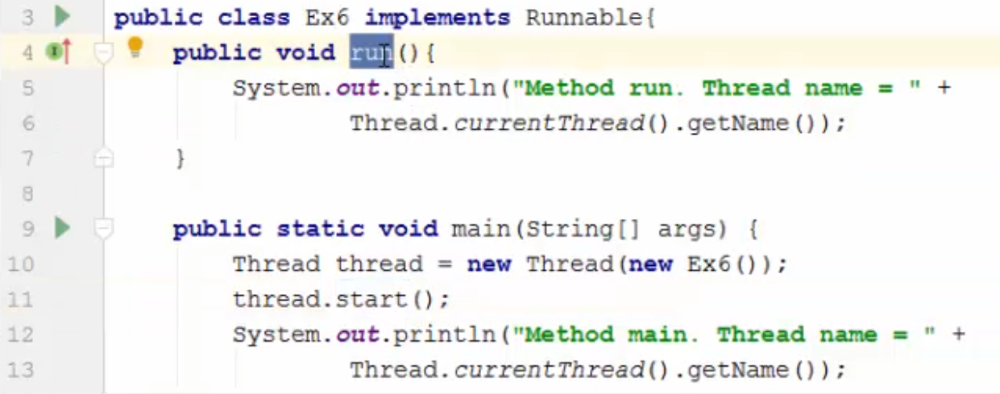 3 public class Ex6 implements Runnable{
4 public void run(){
5 System.out.println("Method run. Thread name = " +
6 Thread.currentThread().getName());
7 }
8
9 public static void main(String[] args) {
10 Thread thread = new Thread(new Ex6());
11 thread.start();
12 System.out.println("Method main. Thread name = " +
13 Thread.currentThread().getName());